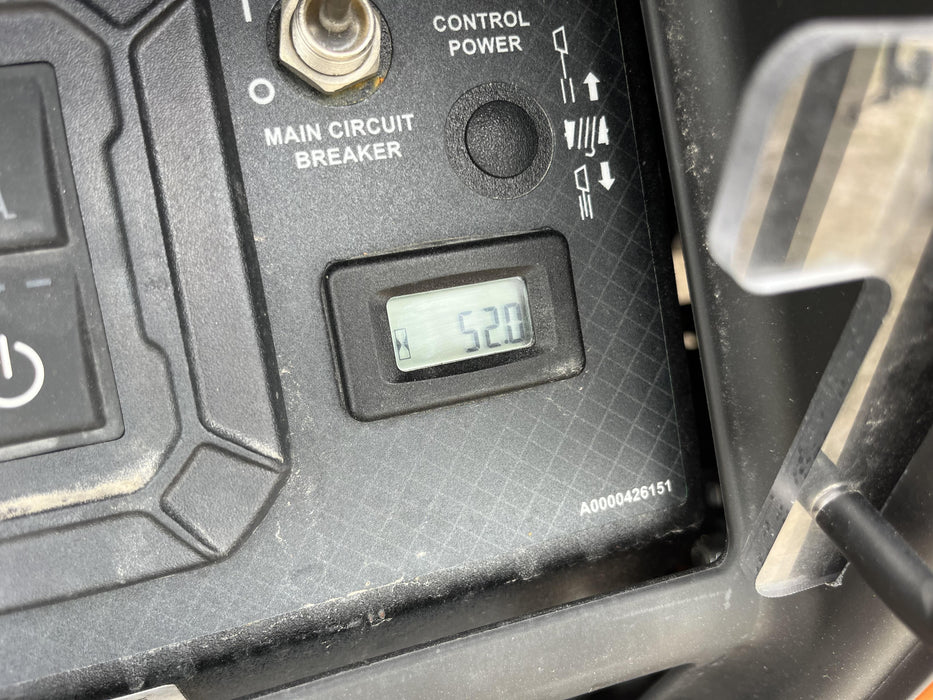 I
CONTROL
POWER
O
MAIN CIRCUIT
BREAKER
52.0
A0000426151